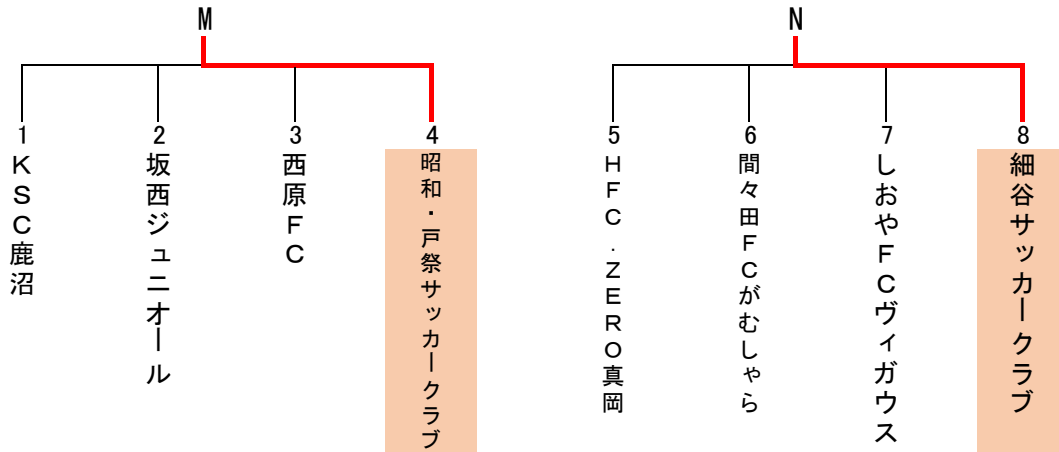 M
N
1
KSC鹿沼
2
坂西ジュニオール
3
西原FC
4
昭和・戸祭サッカークラブ
5
HFC.ZERO真岡
6
間々田FCがむしゃら
7
しおやFCヴィガウス
8
細谷サッカークラブ